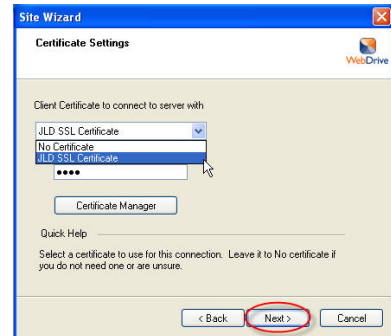 Site Wizard
Certificate Settings
WebDrive
Client Certificate to connect to server with
JLD SSL Certificate
No Certificate
JLD SSL Certificate
Certificate Manager
Quick Help
Select a certificate to use for this connection. Leave it to No certificate if
you do not need one or are unsure.
< Back Next > Cancel